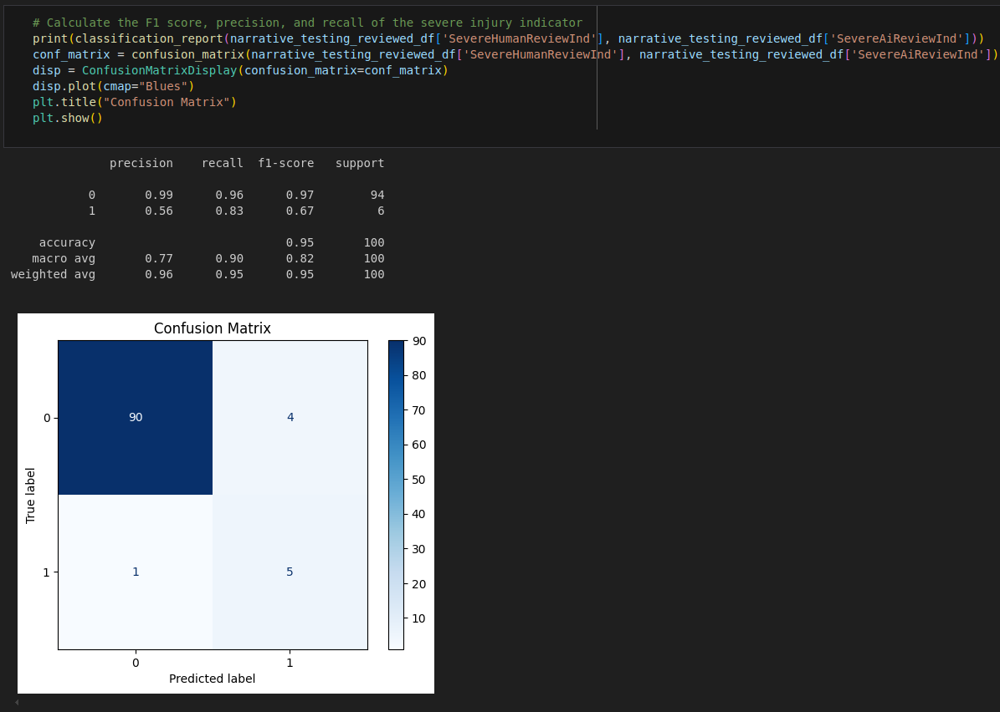 # Calculate the F1 score, precision, and recall of the severe injury indicator
print(classification_report(narrative_testing_reviewed_df['SevereHumanReviewInd'], narrative_testing_reviewed_df['SevereAiReviewInd']))
conf_matrix = confusion_matrix(narrative_testing_reviewed_df['SevereHumanReviewInd'], narrative_testing_reviewed_df['SevereAiReviewInd'])
disp = ConfusionMatrixDisplay(confusion_matrix=conf_matrix)
disp.plot(cmap="Blues")
plt.title("Confusion Matrix")
plt.show()
precision recall f1-score support
0 0.99 0.96 0.97 94
1 0.56 0.83 0.67 6
accuracy 0.95 100
macro avg 0.77 0.90 0.82 100
weighted avg 0.96 0.95 0.95 100
Confusion Matrix
True label
0
1
90 4
1 5
0 1
Predicted label
90
80
70
60
50
40
30
20
10